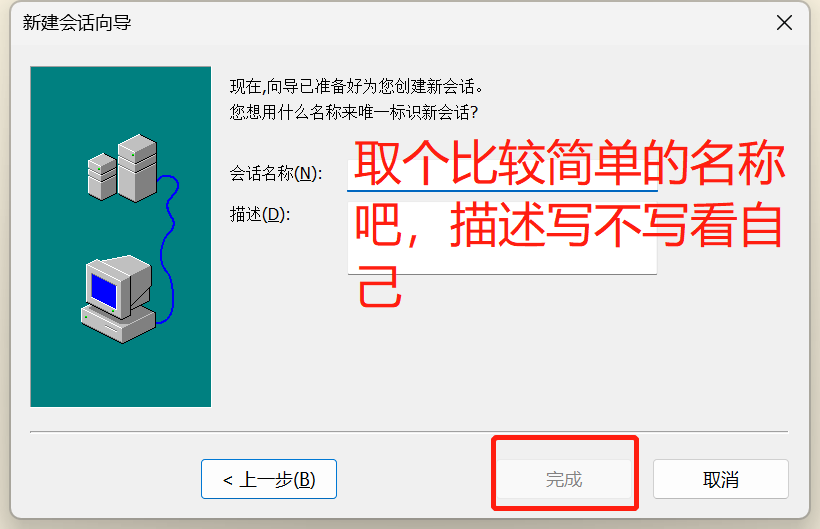 新建会话向导
现在,向导已准备好为您创建新会话。
您想用什么名称来唯一标识新会话?
会话名称(N):
取个比较简单的名称
描述(D):
吧，描述写不写看自
己
< 上一步(B)
完成
取消